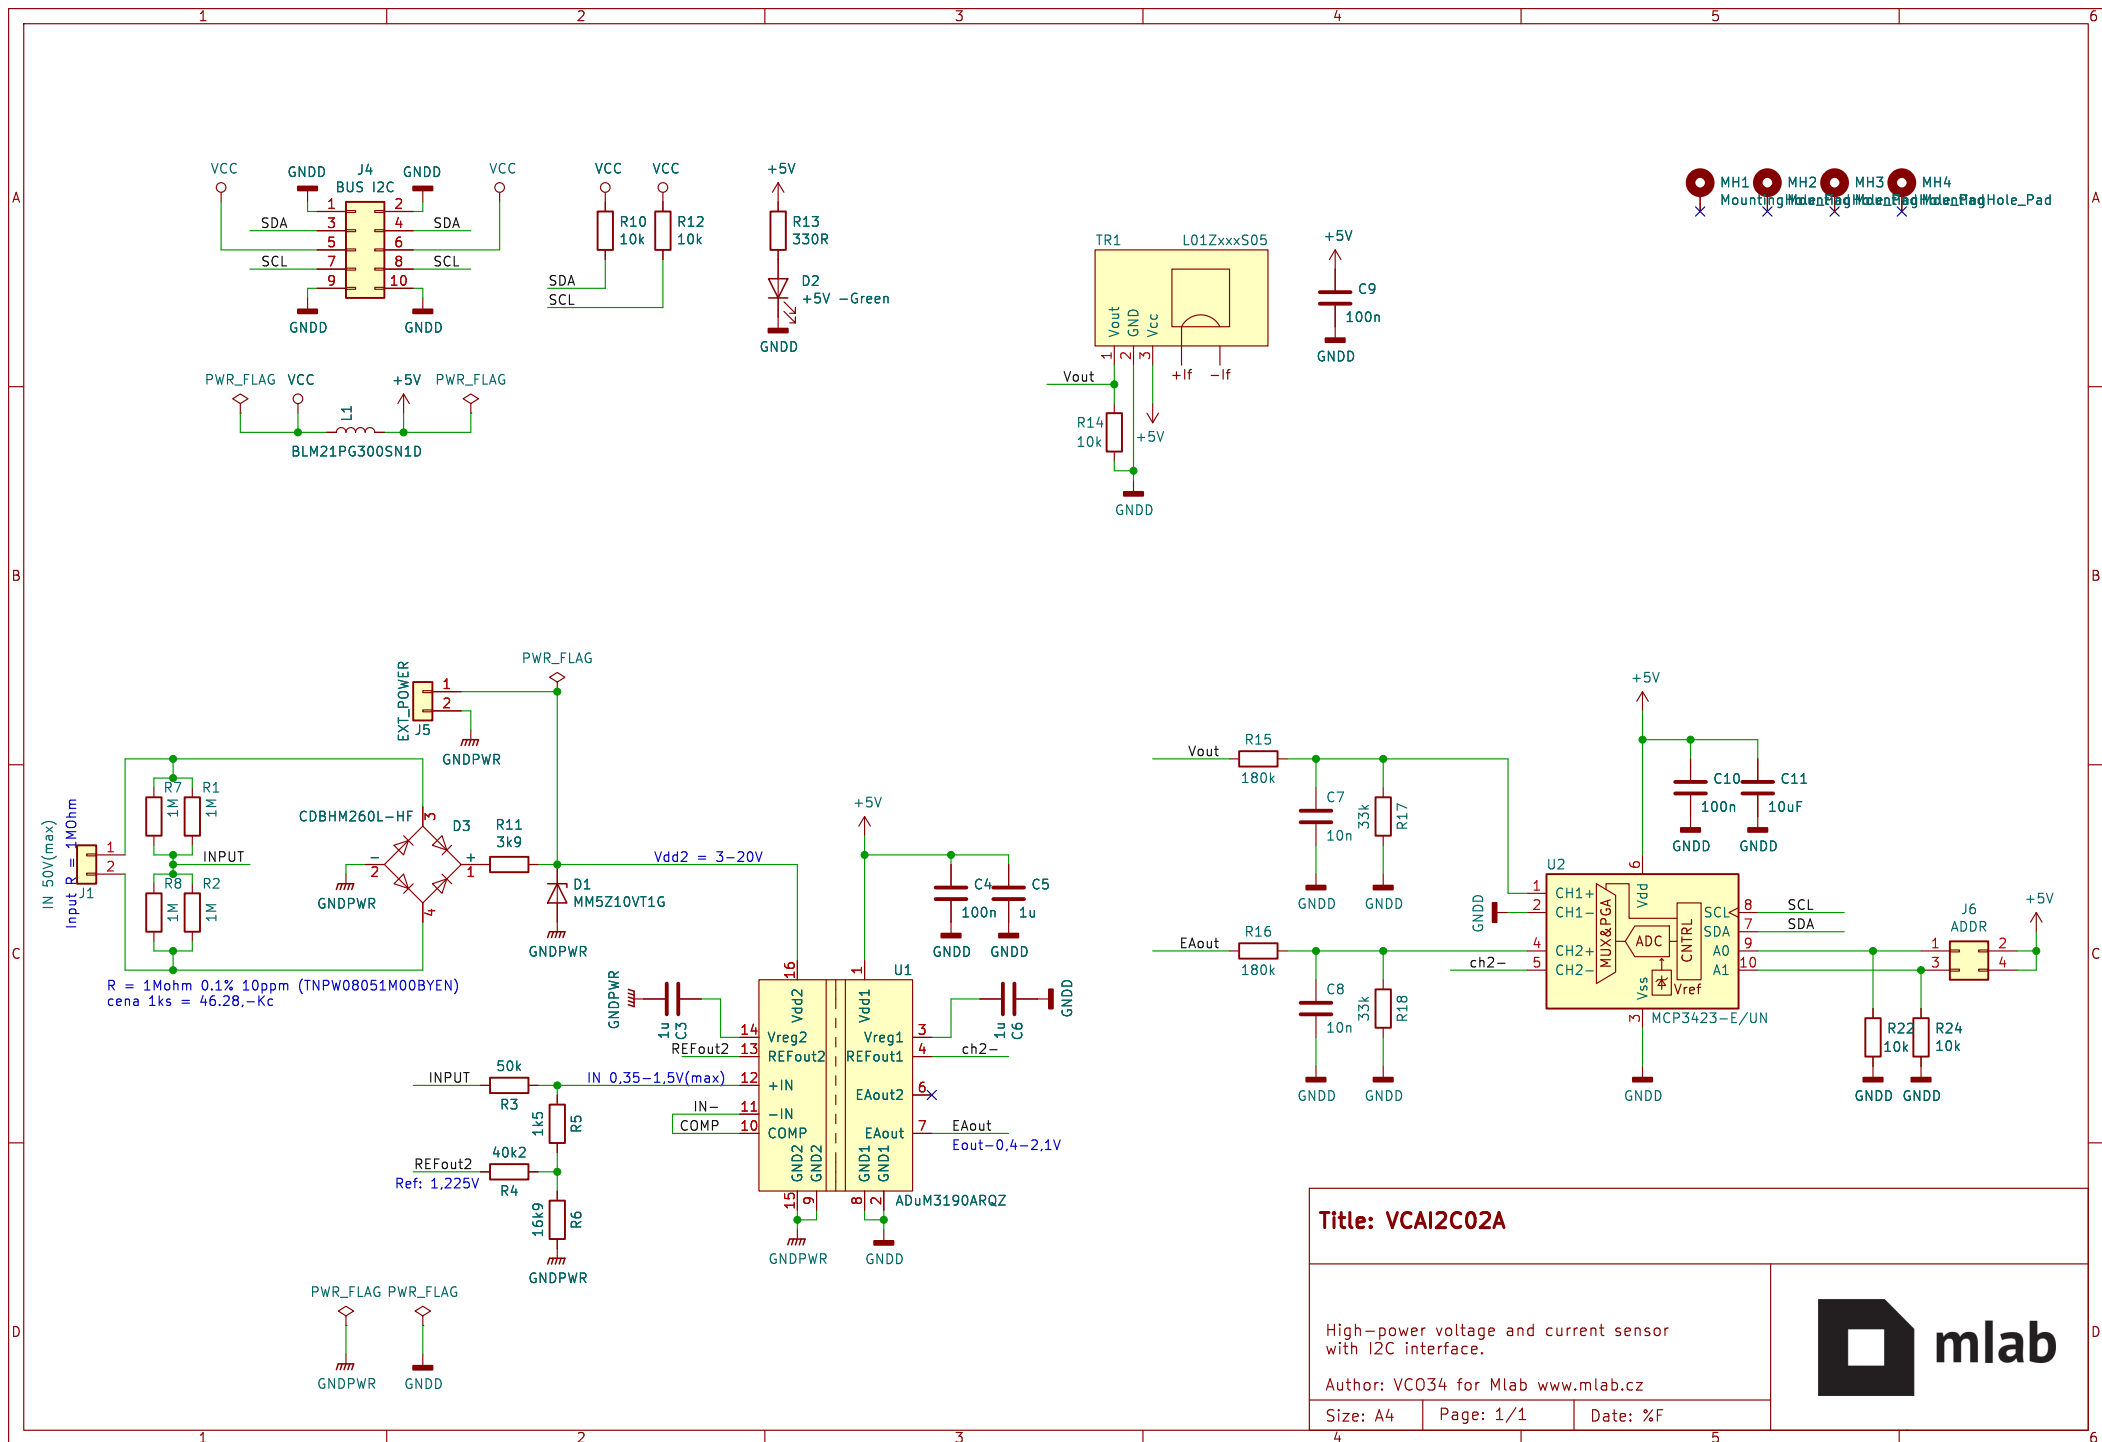 1 2 3 4 5 6
A
VCC
GNDD
J4
BUS I2C
GNDD
VCC
1 2
SDA 3 4 SDA
5 6
SCL 7 8 SCL
9 10
GNDD GNDD
PWR_FLAG VCC +5V PWR_FLAG
L1
BLM21PG300SN1D
VCC VCC
R10
10k
R12
10k
SDA
SCL
+5V
R13
330R
D2
+5V -Green
GNDD
TR1 L01ZxxxS05
Vout GND Vcc
1 2 3
+If -If
Vout
R14
10k
+5V
GNDD
+5V
C9
100n
GNDD
MH1 MH2 MH3 MH4
MountingHole_Pad
A
B
B
PWR_FLAG
EXT_POWER
1
2
J5
GNDPWR
IN 50V(max)
Input R = 1MOhm
1
2
J1
R7
1M
R1
1M
INPUT
R8
1M
R2
1M
R = 1Mohm 0.1% 10ppm (TNPW08051M00BYEN)
cena 1ks = 46.28,-Kc
CDBHM260L-HF
D3
3
- +
2 1
4
GNDPWR
R11
3k9
D1
MM5Z10VT1G
GNDPWR
Vdd2 = 3-20V
+5V
C4
100n
C5
1u
GNDD GNDD
U1
16 1
Vdd2 Vdd1
GNDPWR
1u
C3
1u
C6
GNDD
14 Vreg2 Vreg1 3
REFout2 13 REFout2 REFout1 4 ch2-
IN 0,35-1,5V(max) 12 +IN
EAout2 6
IN- 11 -IN
COMP 10 COMP EAout 7 EAout
Eout-0,4-2,1V
GND2 GND2 GND1 GND1
15 9 8 2
ADuM3190ARQZ
GNDPWR GNDD
INPUT
50k
R3
1k5
R5
REFout2
Ref: 1,225V
40k2
R4
16k9
R6
GNDPWR
PWR_FLAG PWR_FLAG
GNDPWR GNDD
Vout
R15
180k
C7
10n
33k
R17
GNDD GNDD
EAout
R16
180k
C8
10n
33k
R18
GNDD GNDD
ch2-
GNDD
+5V
C10
100n
C11
10uF
GNDD GNDD
U2
6
Vdd
1 CH1+
2 CH1-
4 CH2+
5 CH2-
MUX&PGA
ADC
CNTRL
Vref
Vss
3
SCL 8 SCL
SDA 7 SDA
A0 9
A1 10
MCP3423-E/UN
GNDD
J6
ADDR
1 2
3 4
+5V
R22
10k
R24
10k
GNDD GNDD
C
C
D
D
Title: VCAI2C02A
High-power voltage and current sensor
with I2C interface.
Author: VCO34 for Mlab www.mlab.cz
Size: A4 Page: 1/1 Date: %F
mlab
1 2 3 4 5 6